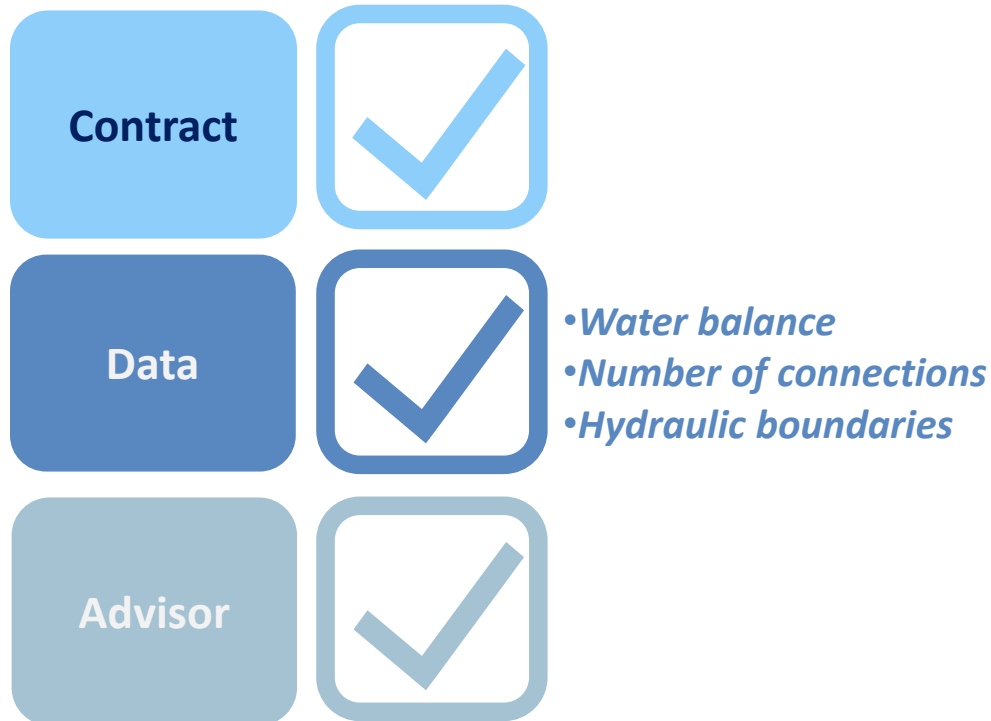 Contract
Data
•Water balance
•Number of connections
•Hydraulic boundaries
Advisor